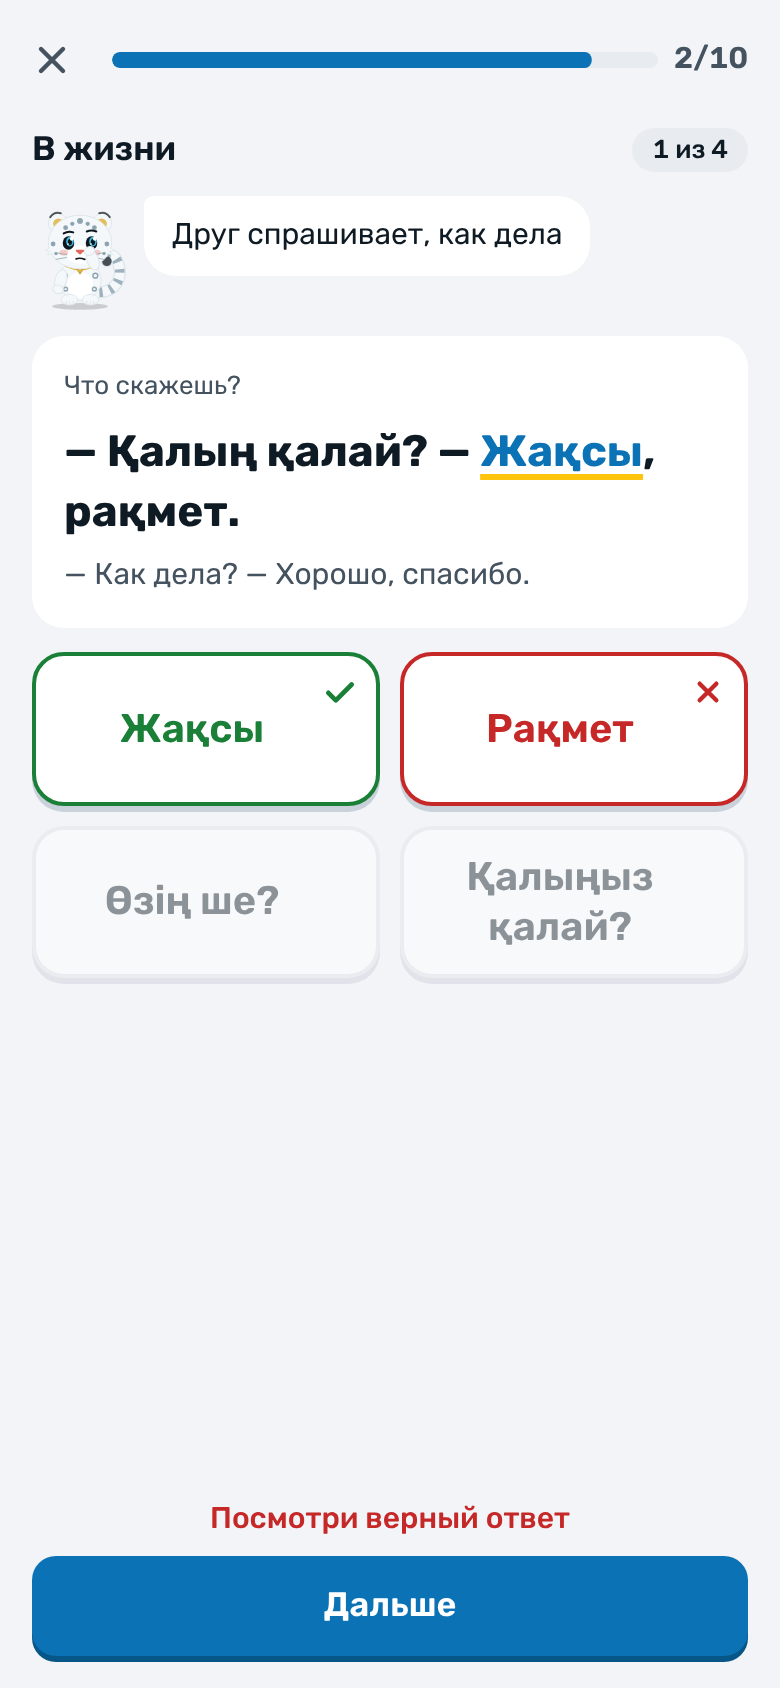 2/10
В жизни
1 из 4
Друг спрашивает, как дела
Что скажешь?
— Қалың қалай? — Жақсы,
рақмет.
— Как дела? — Хорошо, спасибо.
Жақсы
Рақмет
Өзің ше?
Қалыңыз
қалай?
Посмотри верный ответ
Дальше